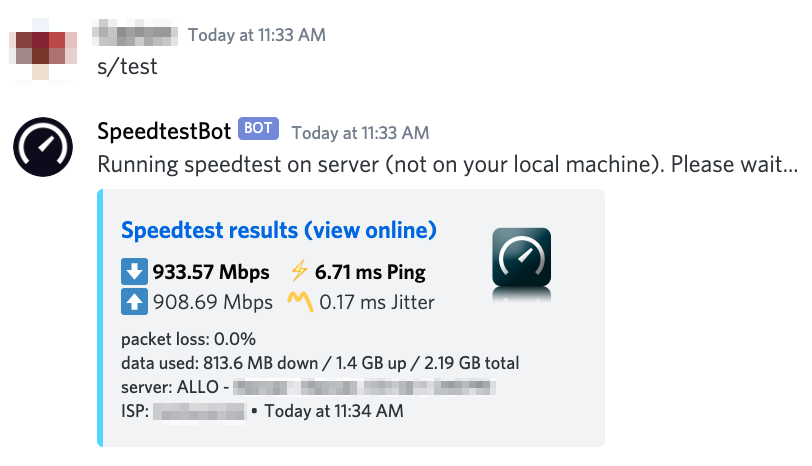 Today at 11:33 AM
s/test
SpeedtestBot BOT Today at 11:33 AM
Running speedtest on server (not on your local machine). Please wait...
Speedtest results (view online)
933.57 Mbps 6.71 ms Ping
908.69 Mbps 0.17 ms Jitter
packet loss: 0.0%
data used: 813.6 MB down / 1.4 GB up / 2.19 GB total
server: ALLO -
ISP: • Today at 11:34 AM